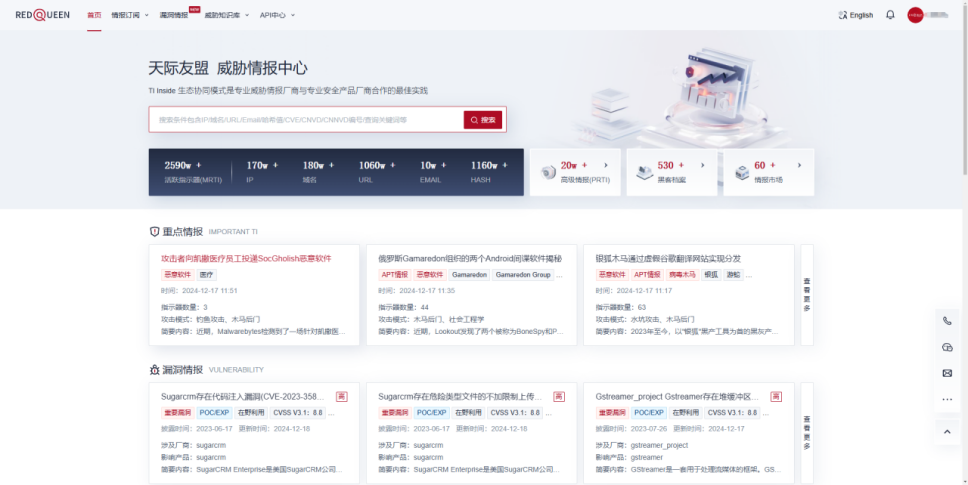 REDQUEEN 首页 情报订阅 漏洞情报 NEW 威胁知识库 API中心 English
天际友盟 威胁情报中心
TI Inside 生态协同模式是专业威胁情报厂商与专业安全产品厂商合作的最佳实践
搜索条件包含IP/域名/URL/Email/哈希值/CVE/CNVD/CNNVD编号/查询关键词等 搜索
2590w + 170w + 180w + 1060w + 10w + 1160w + 20w + 530 + 60 +
活跃指示器(MRTI) IP 域名 URL EMAIL HASH 高级情报(PRTI) 黑客档案 情报市场
重点情报 IMPORTANT TI
攻击者向凯撒医疗员工投递SocGholish恶意软件
恶意软件 医疗
时间：2024-12-17 11:51
指示器数量：3
攻击模式：钓鱼攻击、木马后门
简要内容：近期，Malwarebytes检测到了一场针对凯撒医...
俄罗斯Gamaredon组织的两个Android间谍软件揭秘
APT情报 恶意软件 Gamaredon Gamaredon Group ...
时间：2024-12-17 11:35
指示器数量：44
攻击模式：木马后门、社会工程学
简要内容：近期，Lookout发现了两个被称为BoneSpy和P...
银狐木马通过虚假谷歌翻译网站实现分发
恶意软件 APT情报 病毒木马 银狐 游蛇 ...
时间：2024-12-17 11:17
指示器数量：63
攻击模式：水坑攻击、木马后门
简要内容：2023年至今，以“银狐”黑产工具为首的黑灰产...
查看更多
漏洞情报 VULNERABILITY
Sugarcrm存在代码注入漏洞(CVE-2023-358... 高
重要漏洞 POC/EXP 在野利用 CVSS V3.1：8.8 ...
披露时间：2023-06-17 更新时间：2024-12-18
涉及厂商：sugarcrm
影响产品：sugarcrm
简要内容：SugarCRM Enterprise是美国SugarCRM公司...
Sugarcrm存在危险类型文件的不加限制上传... 高
重要漏洞 POC/EXP 在野利用 CVSS V3.1：8.8 ...
披露时间：2023-06-17 更新时间：2024-12-18
涉及厂商：sugarcrm
影响产品：sugarcrm
简要内容：SugarCRM Enterprise是美国SugarCRM公司...
Gstreamer_project Gstreamer存在堆缓冲区... 高
重要漏洞 POC/EXP 在野利用 CVSS V3.1：8.8 ...
披露时间：2023-07-26 更新时间：2024-12-17
涉及厂商：gstreamer_project
影响产品：gstreamer
简要内容：GStreamer是一套用于处理流媒体的框架。GS...
查看更多